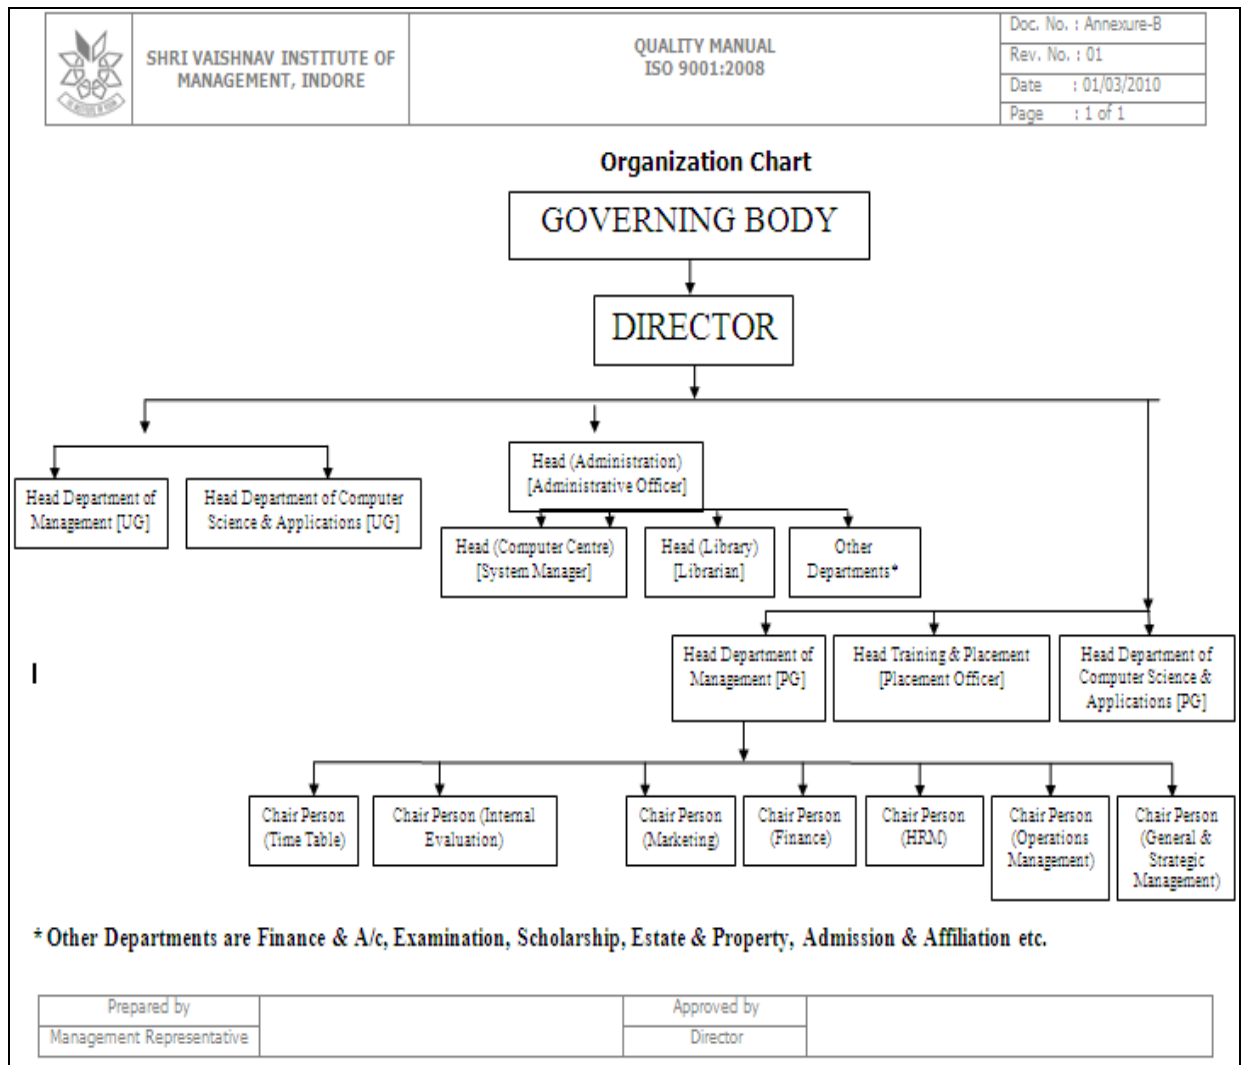 SHRI VAISHNAV INSTITUTE OF
MANAGEMENT, INDORE
QUALITY MANUAL
ISO 9001:2008
Doc. No. : Annexure-B
Rev. No. : 01
Date : 01/03/2010
Page : 1 of 1
Organization Chart
GOVERNING BODY
DIRECTOR
Head Department of
Management [UG]
Head Department of Computer
Science & Applications [UG]
Head (Administration)
[Administrative Officer]
Head (Computer Centre)
[System Manager]
Head (Library)
[Librarian]
Other
Departments*
Head Department of
Management [PG]
Head Training & Placement
[Placement Officer]
Head Department of
Computer Science &
Applications [PG]
Chair Person
(Time Table)
Chair Person (Internal
Evaluation)
Chair Person
(Marketing)
Chair Person
(Finance)
Chair Person
(HRM)
Chair Person
(Operations
Management)
Chair Person
(General &
Strategic
Management)
* Other Departments are Finance & A/c, Examination, Scholarship, Estate & Property, Admission & Affiliation etc.
Prepared by
Management Representative
Approved by
Director